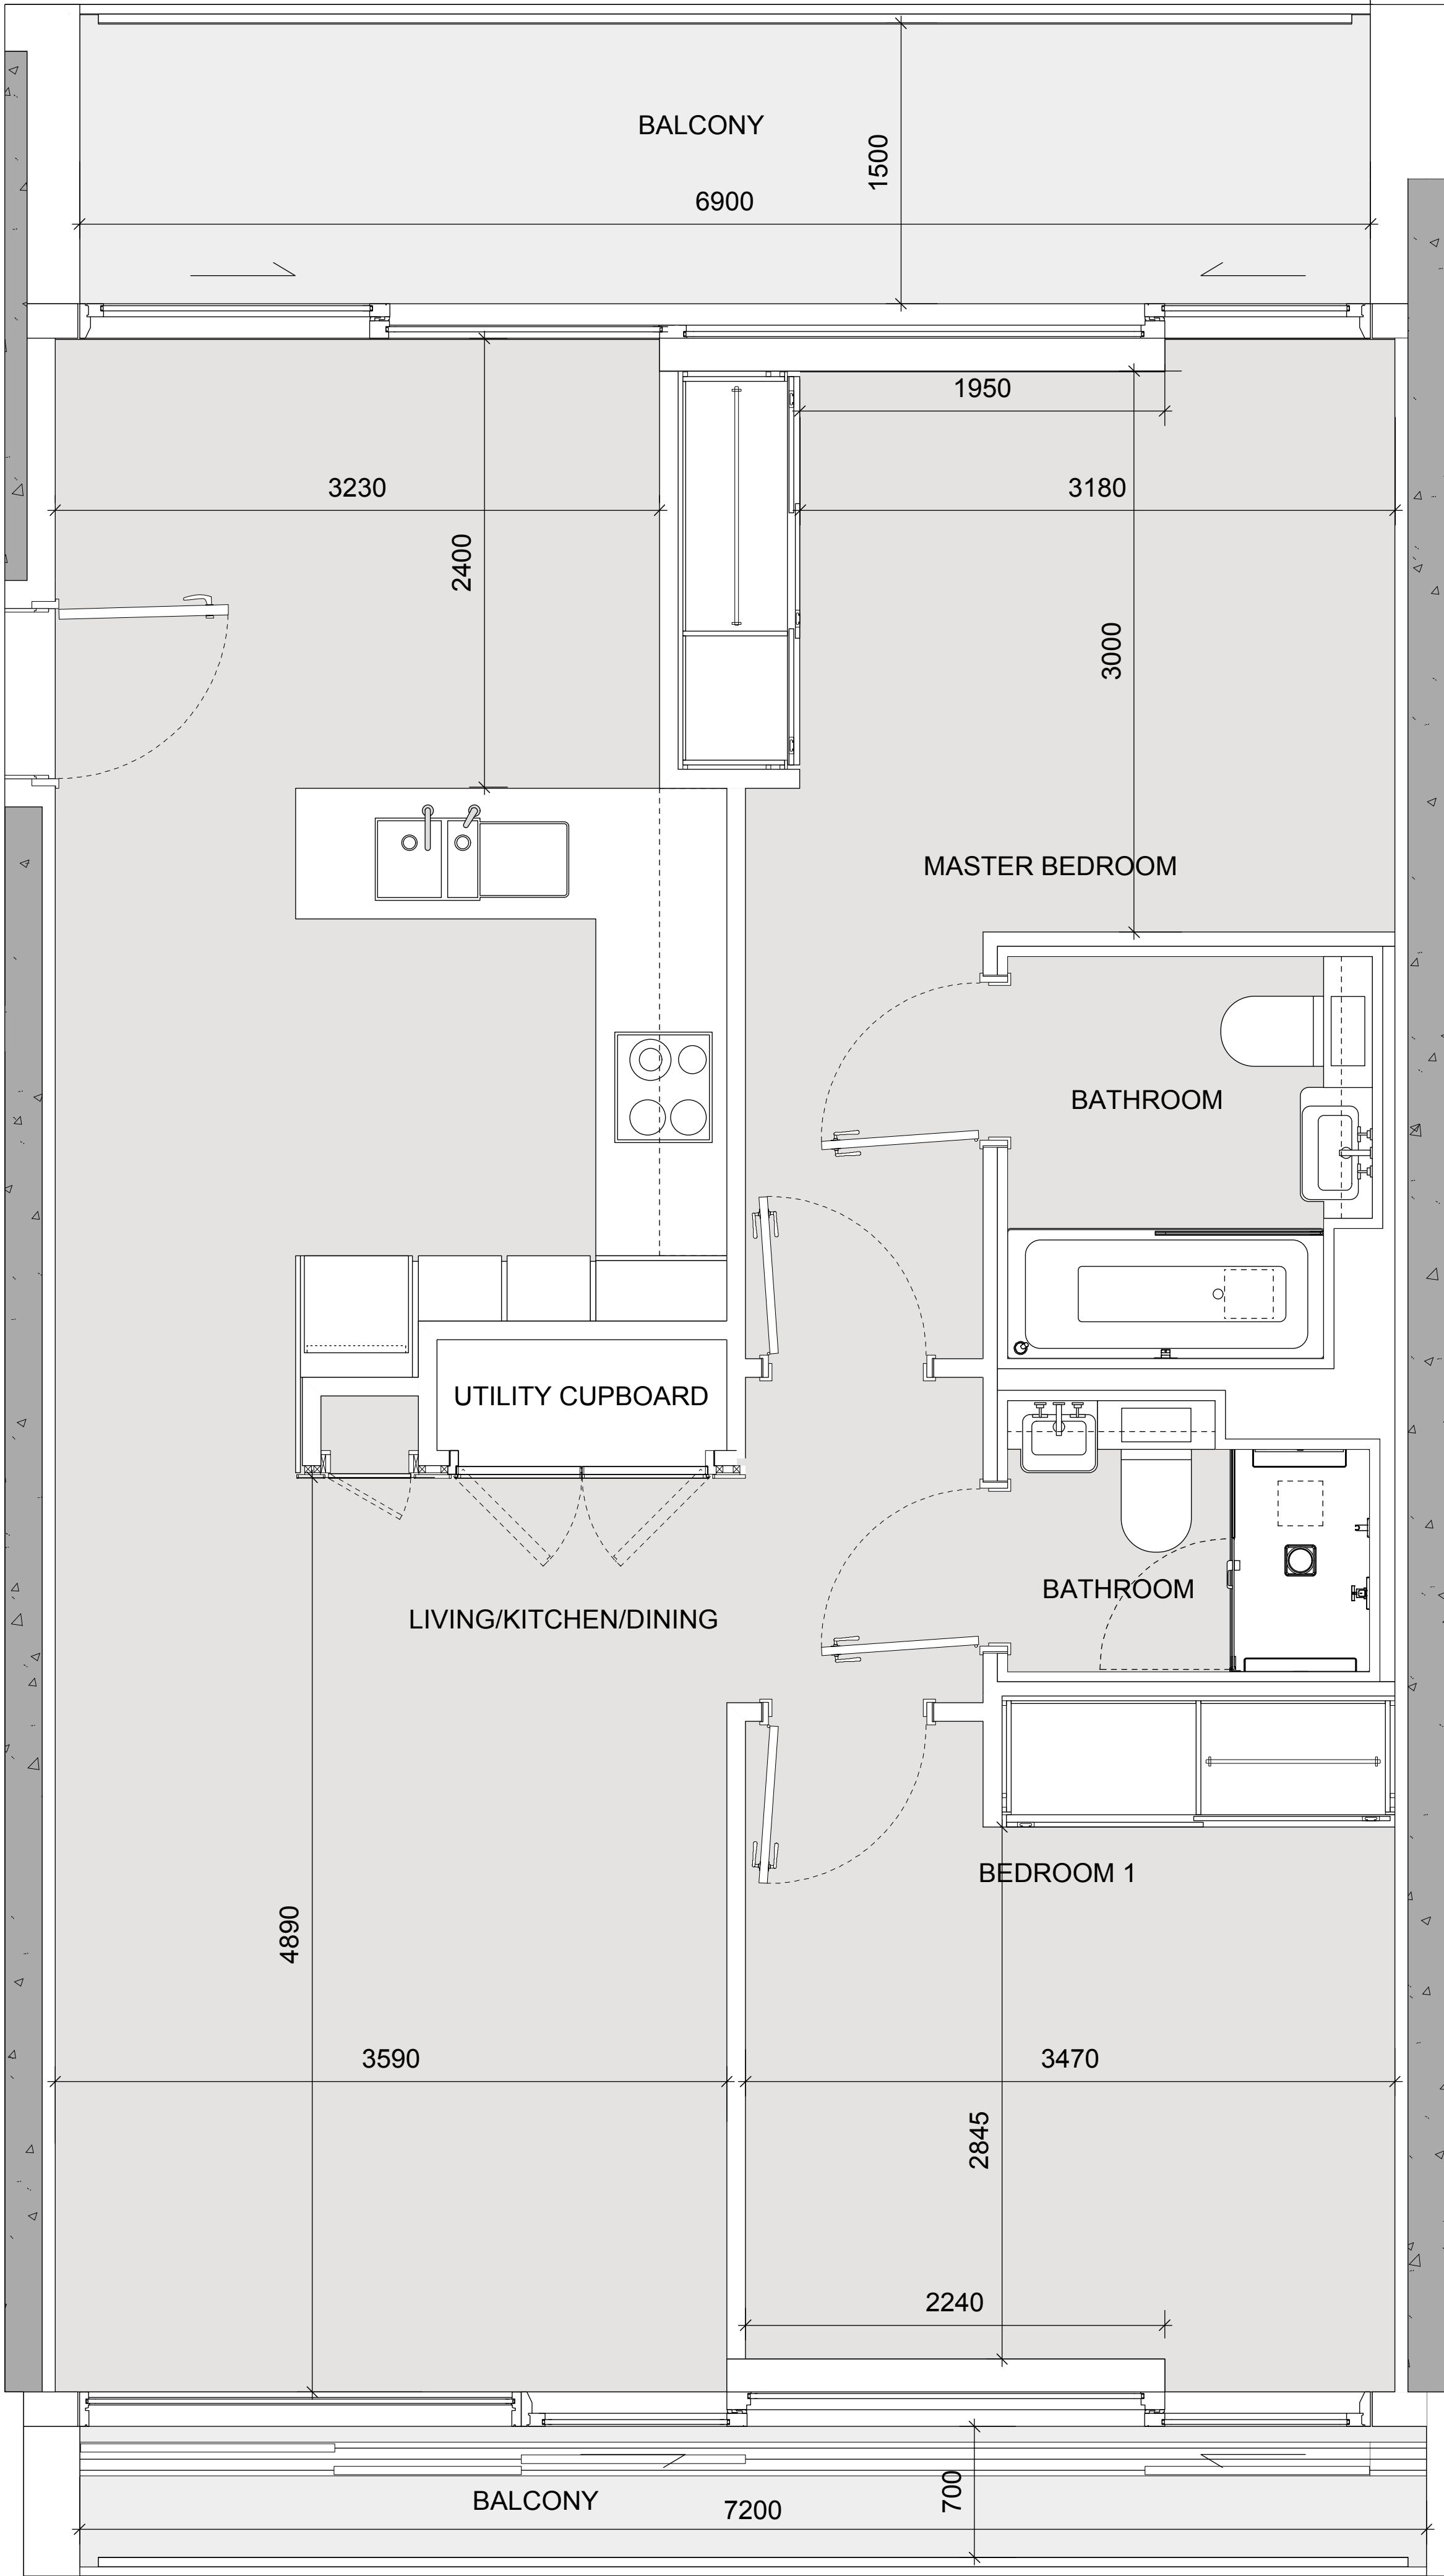 BALCONY
1500
6900
1950
3230
3180
2400
3000
MASTER BEDROOM
BATHROOM
UTILITY CUPBOARD
BATHROOM
LIVING/KITCHEN/DINING
BEDROOM 1
4890
3590
3470
2845
2240
BALCONY
7200
700